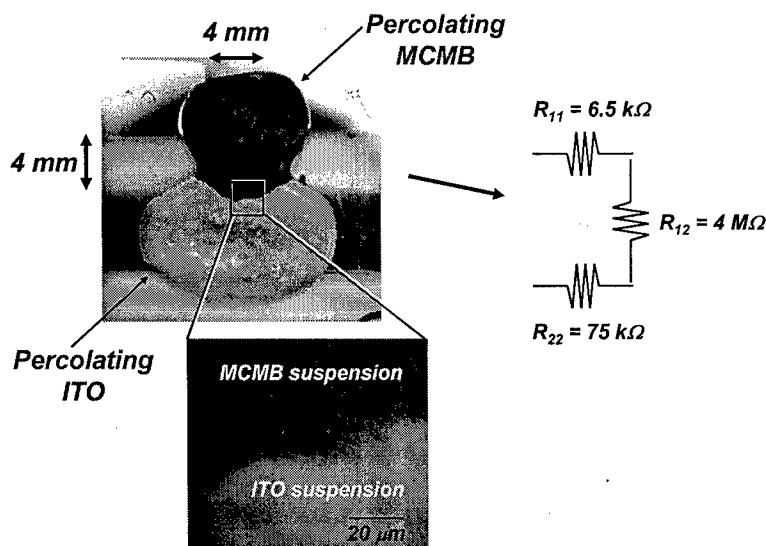 4 mm
Percolating
MCMB
4 mm
R11 = 6.5 kΩ
R12 = 4 MΩ
R22 = 75 kΩ
Percolating
ITO
MCMB suspension
ITO suspension
20 μm